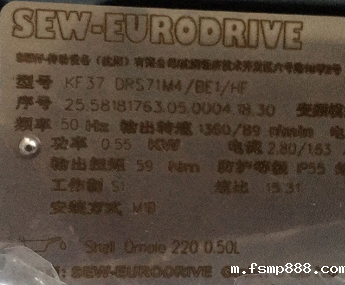 SEW-EURODRIVE
型号 KF37 DRS71M4/BE1/HF
序号 25.58181763.05.0004.18.30
频率 50 Hz 输出转速 1360/89 r/min
功率 0.55 KW 电流 2.80/1.63
输出扭矩 59 Nm 防护等级 IP55
工作制 S1 速比 15.31
安装方式 M1B
Shell Omala 220 0.50L
SEW-EURODRIVE
m.fsmp888.com